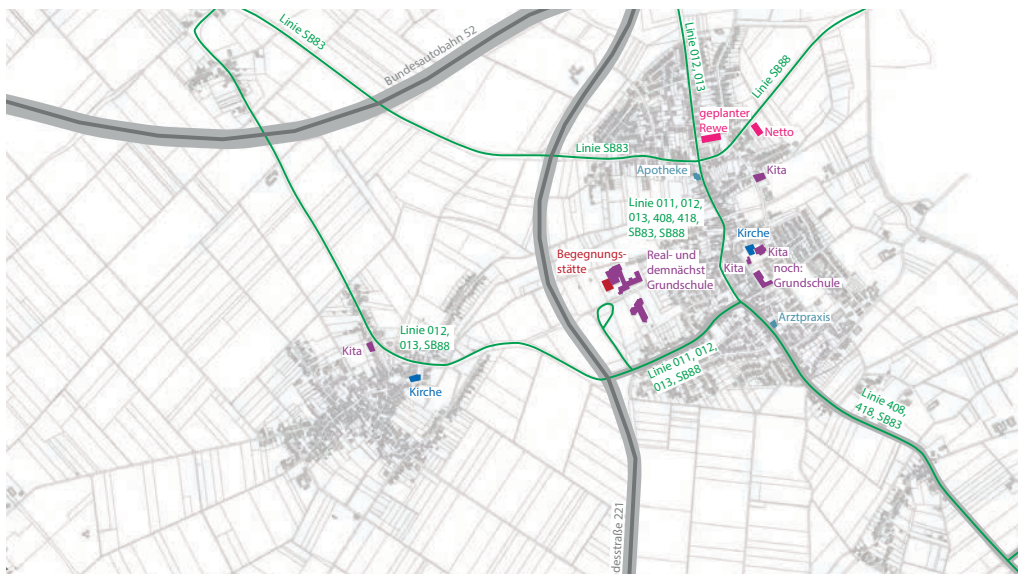 Linie SB83
Bundesautobahn 52
Linie 012, 013
Linie SB88
geplanter
Rewe
Netto
Linie SB83
Apotheke
Kita
Linie 011, 012,
013, 408, 418,
SB83, SB88
Kirche
Begegnungs-
stätte
Real- und
demnächst
Grundschule
Kita
Kita
noch:
Grundschule
Arztpraxis
Linie 012,
013, SB88
Kita
Kirche
Linie 011, 012,
013, SB88
Linie 408,
418, SB83
desstraße 221